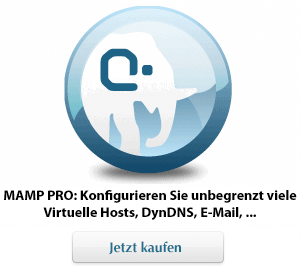 MAMP PRO: Konfigurieren Sie unbegrenzt viele
Virtuelle Hosts, DynDNS, E-Mail, ...
Jetzt kaufen